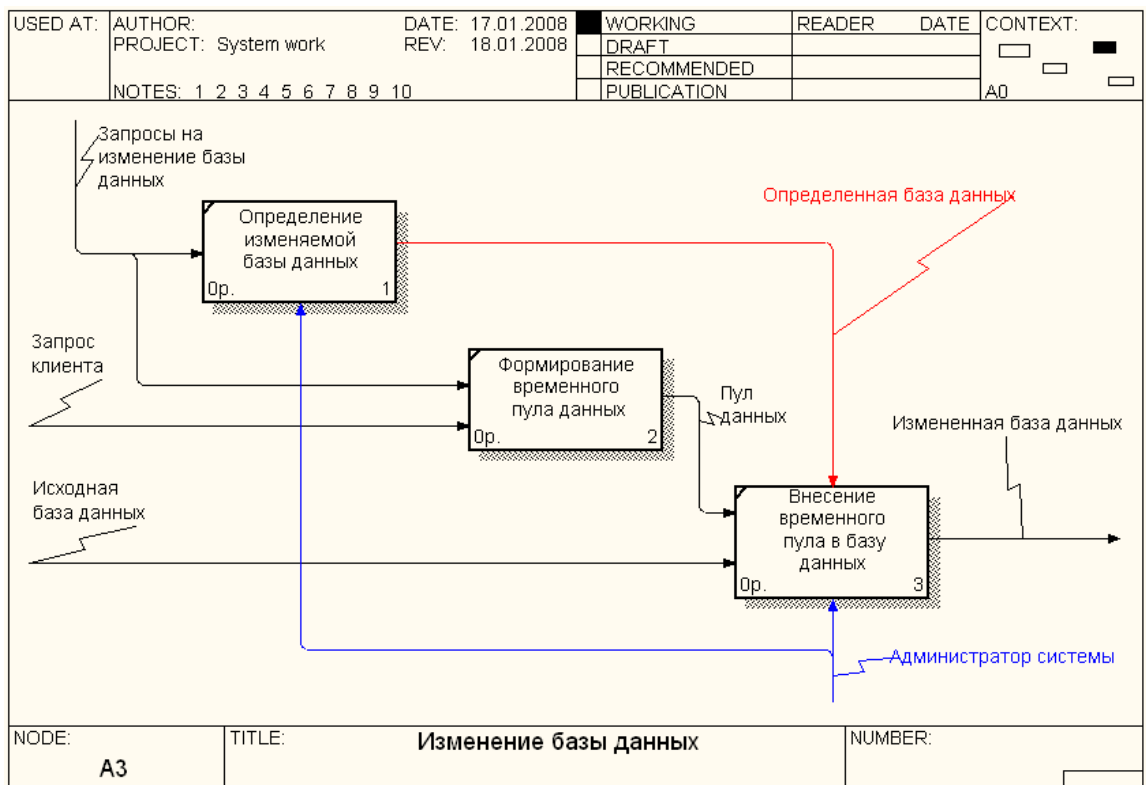 USED AT:
AUTHOR:
DATE: 17.01.2008
PROJECT: System work
REV: 18.01.2008
NOTES: 1 2 3 4 5 6 7 8 9 10
WORKING
DRAFT
RECOMMENDED
PUBLICATION
READER
DATE
CONTEXT:
A0
Запросы на
изменение базы
данных
Определенная база данных
Определение
изменяемой
базы данных
0р.
1
Запрос
клиента
Формирование
временного
пула данных
0р.
2
Пул
данных
Измененная база данных
Исходная
база данных
Внесение
временного
пула в базу
данных
0р.
3
Администратор системы
NODE:
A3
TITLE:
Изменение базы данных
NUMBER: